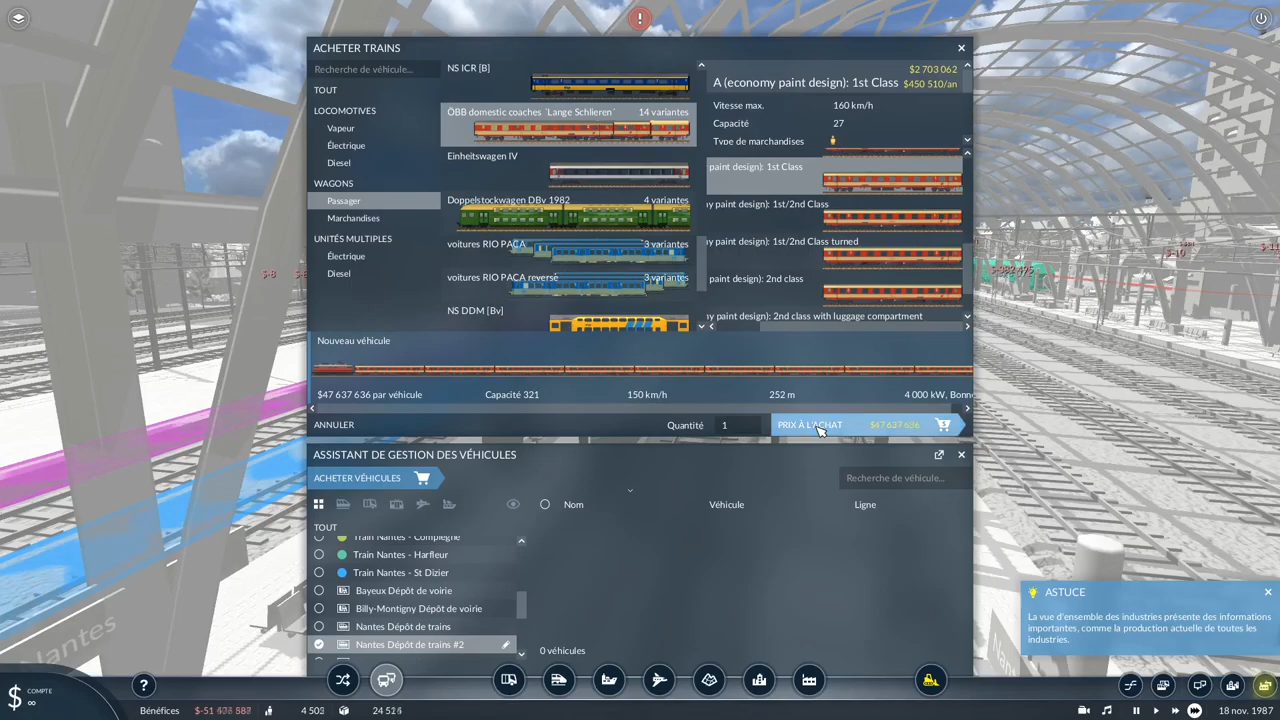 ACHETER TRAINS
Recherche de véhicule...
TOUT
LOCOMOTIVES
Vapeur
Électrique
Diesel
WAGONS
Passager
Marchandises
UNITÉS MULTIPLES
Électrique
Diesel
NS ICR [B]
ÖBB domestic coaches ´Lange Schlieren´ 14 variantes
Einheitswagen IV
Doppelstockwagen DBv 1982 4 variantes
voitures RIO PACA 3 variantes
voitures RIO PACA reverse 3 variantes
NS DDM [Bv]
$2 703 062
A (economy paint design): 1st Class $450 510/an
Vitesse max. 160 km/h
Capacité 27
Type de marchandises
paint design): 1st Class
y paint design): 1st/2nd Class
y paint design): 1st/2nd Class turned
paint design): 2nd class
y paint design): 2nd class with luggage compartment
Nouveau véhicule
$47 637 636 par véhicule Capacité 321 150 km/h 252 m 4 000 kW, Bonne
ANNULER Quantité 1 PRIX À L'ACHAT $47 637 636
ASSISTANT DE GESTION DES VÉHICULES
ACHETER VÉHICULES Recherche de véhicule...
Nom Véhicule Ligne
TOUT
Train Nantes - Compiègne
Train Nantes - Harfleur
Train Nantes - St Dizier
Bayeux Dépôt de voirie
Billy-Montigny Dépôt de voirie
Nantes Dépôt de trains
Nantes Dépôt de trains #2
0 véhicules
ASTUCE
La vue d'ensemble des industries présente des informations
importantes, comme la production actuelle de toutes les
industries.
Nantes
$-8
$-10
COMPTE
∞
?
Bénéfices 4 503 18 nov. 1987